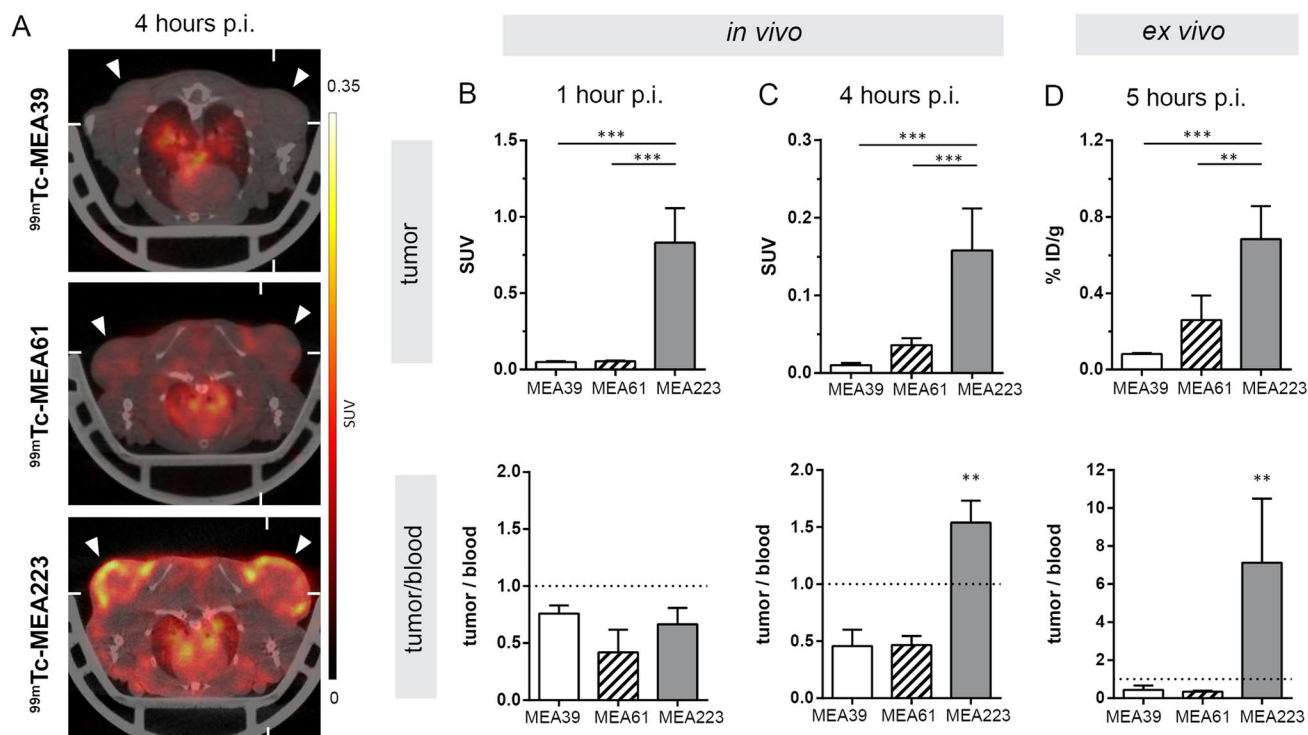 A
4 hours p.i.
99mTc-MEA39
99mTc-MEA61
99mTc-MEA223
0.35
SUV
0
in vivo
ex vivo
tumor
tumor/blood
B
1 hour p.i.
SUV
1.5
1.0
0.5
0.0
***
***
MEA39 MEA61 MEA223
C
4 hours p.i.
SUV
0.3
0.2
0.1
0.0
***
***
MEA39 MEA61 MEA223
D
5 hours p.i.
% ID/g
1.2
0.8
0.4
0.0
***
**
MEA39 MEA61 MEA223
tumor / blood
2.0
1.5
1.0
0.5
0.0
MEA39 MEA61 MEA223
tumor / blood
2.0
1.5
1.0
0.5
0.0
**
MEA39 MEA61 MEA223
tumor / blood
12
10
8
6
4
2
0
**
MEA39 MEA61 MEA223